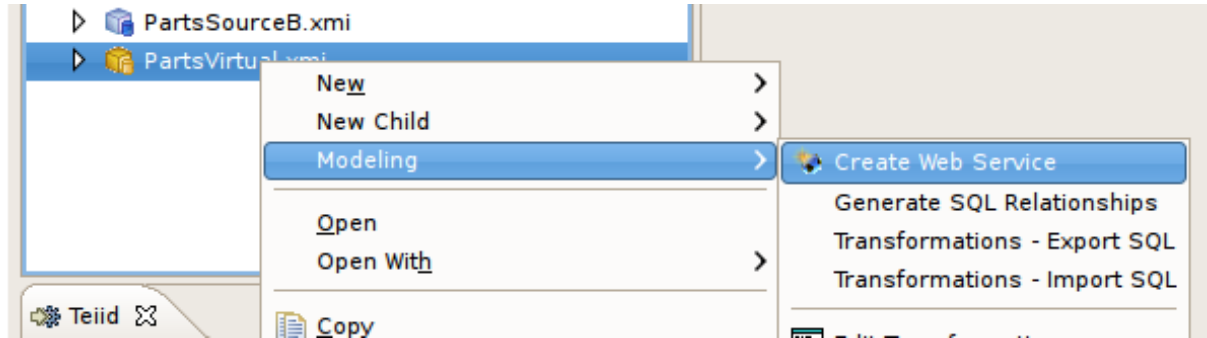 PartsSourceB.xmi
PartsVirtual.xmi
New
New Child
Modeling
Create Web Service
Generate SQL Relationships
Open
Transformations - Export SQL
Open With
Transformations - Import SQL
Teiid
Copy